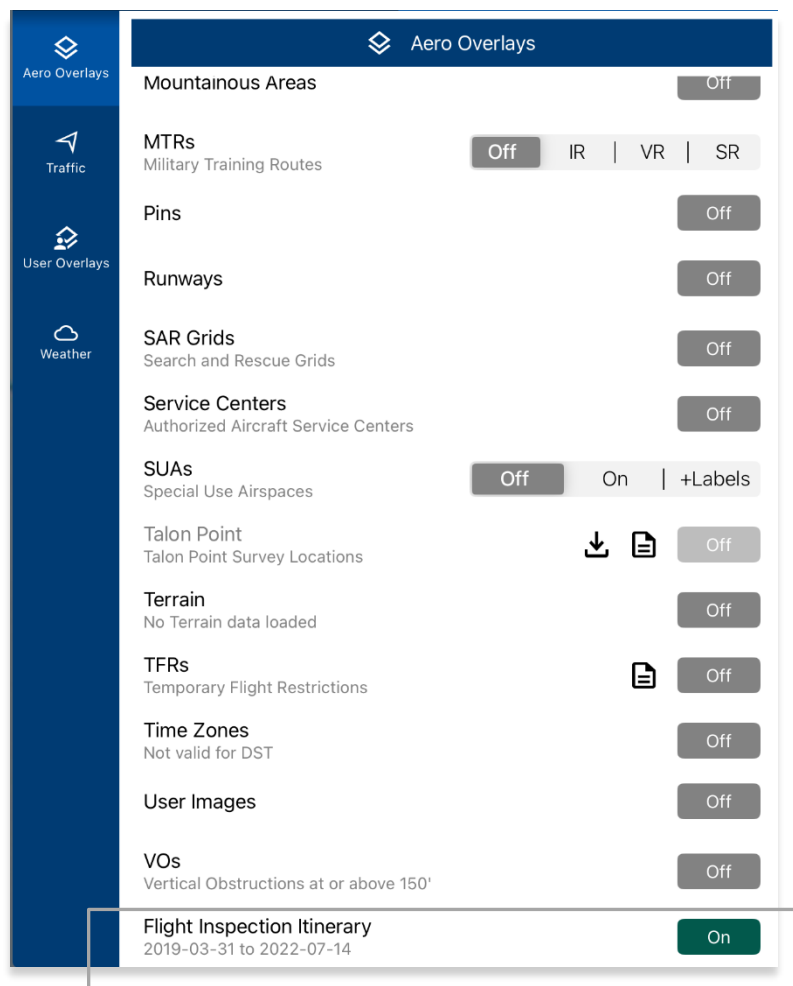 Aero Overlays
Traffic
User Overlays
Weather
Aero Overlays
Mountainous Areas
Off
MTRs
Military Training Routes
Off IR | VR | SR
Pins
Off
Runways
Off
SAR Grids
Search and Rescue Grids
Off
Service Centers
Authorized Aircraft Service Centers
Off
SUAs
Special Use Airspaces
Off On | +Labels
Talon Point
Talon Point Survey Locations
Off
Terrain
No Terrain data loaded
Off
TFRs
Temporary Flight Restrictions
Off
Time Zones
Not valid for DST
Off
User Images
Off
VOs
Vertical Obstructions at or above 150'
Off
Flight Inspection Itinerary
2019-03-31 to 2022-07-14
On